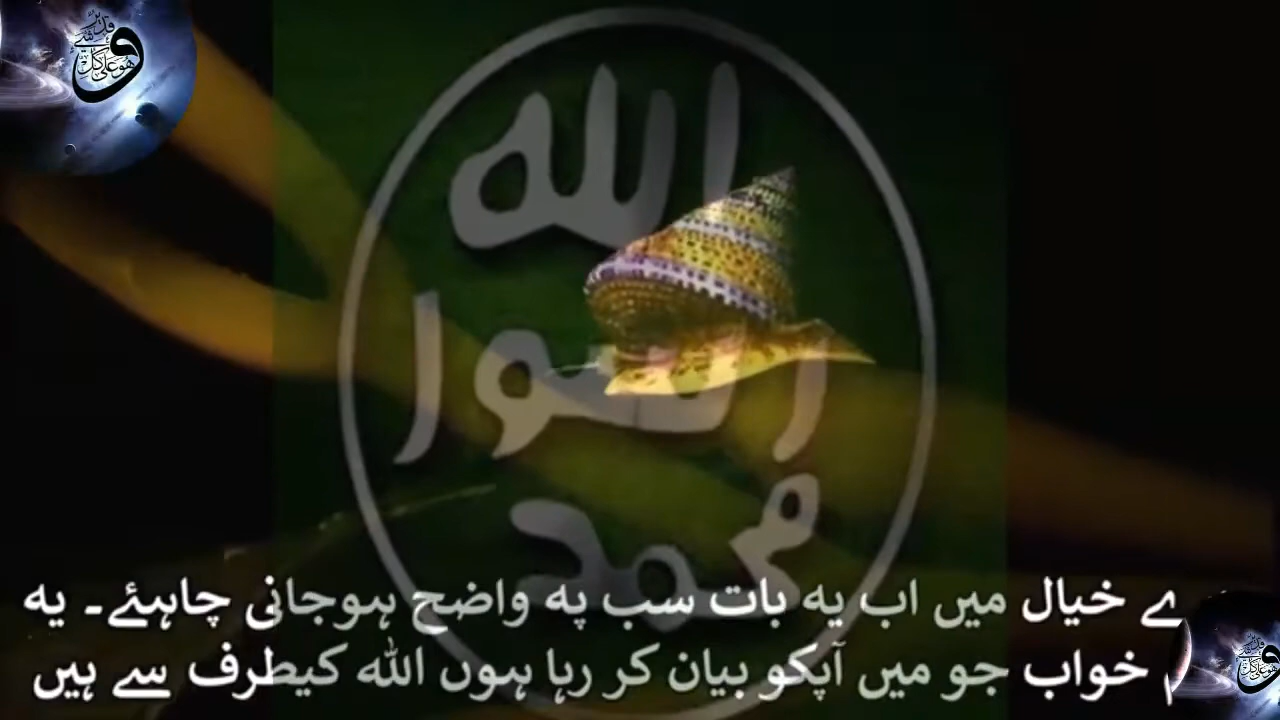 الله
رسول
محمد
خیال میں اب یہ بات سب پہ واضح ہوجانی چاہئے۔ یہ
خواب جو میں آپکو بیان کر رہا ہوں اللہ کیطرف سے ہیں